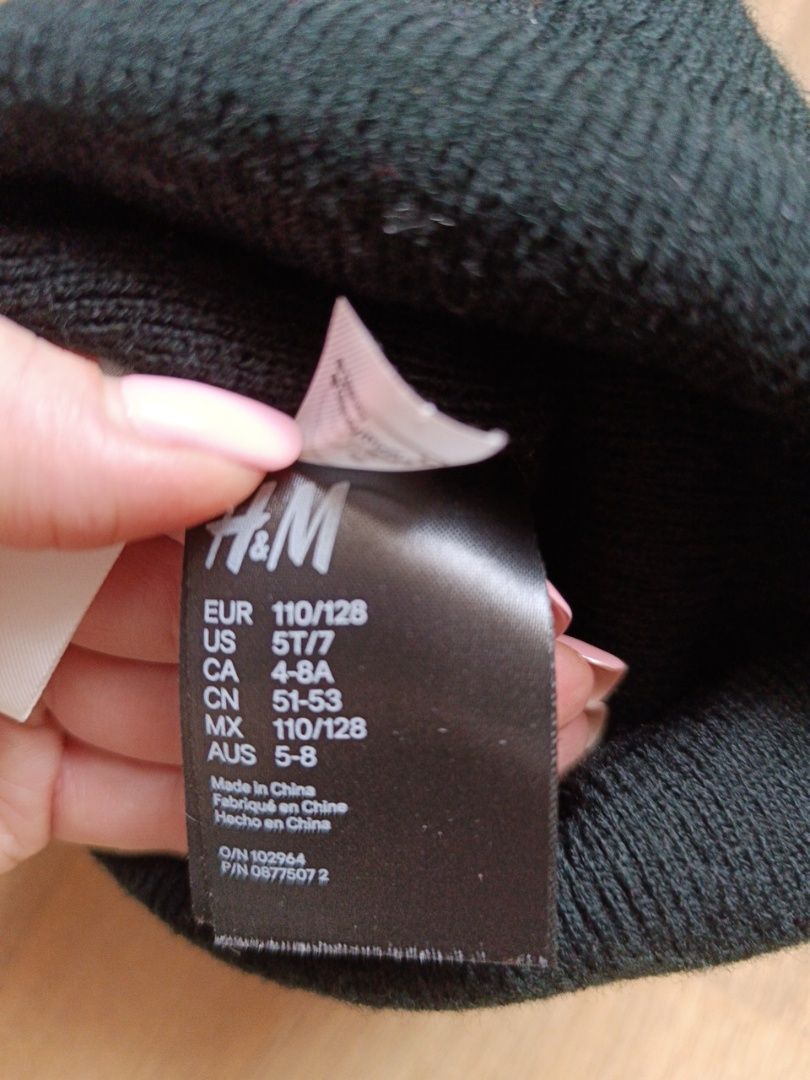 H&M
EUR 110/128
US 5T/7
CA 4-8A
CN 51-53
MX 110/128
AUS 5-8
Made in China
Fabriqué en Chine
Hecho en China
O/N 102964
P/N 0877507 2